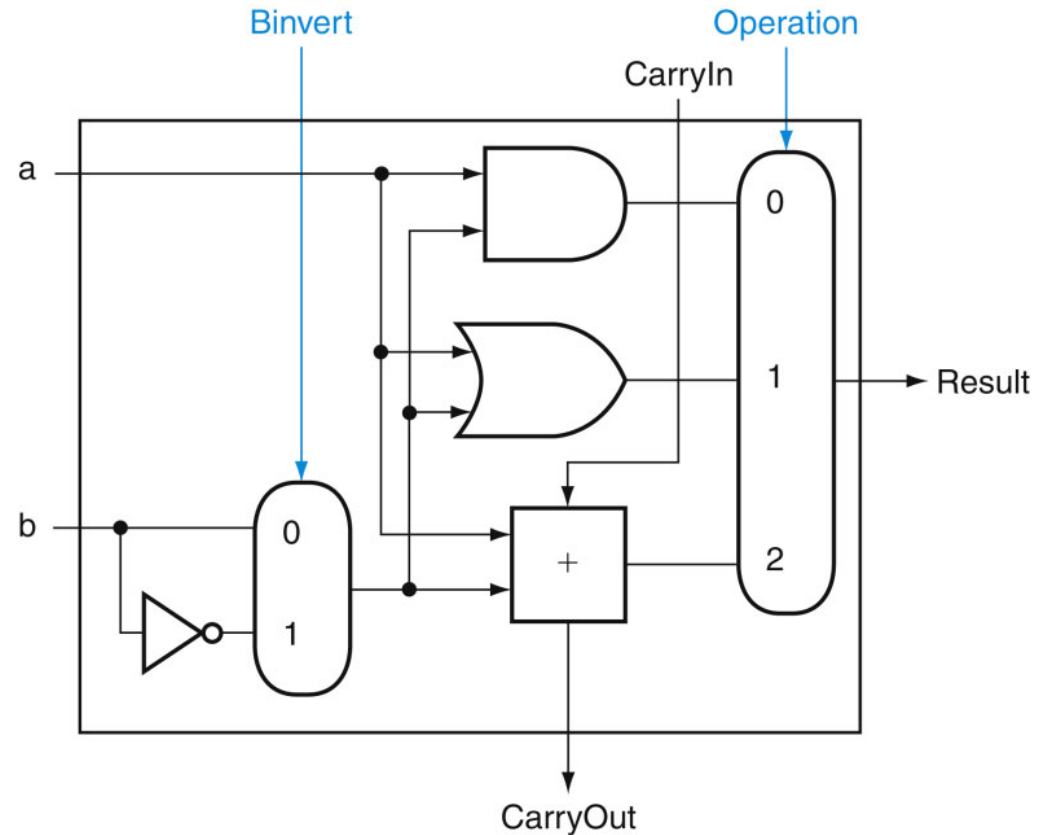 Binvert
Operation
CarryIn
a
0
1
Result
b
0
+
2
1
CarryOut